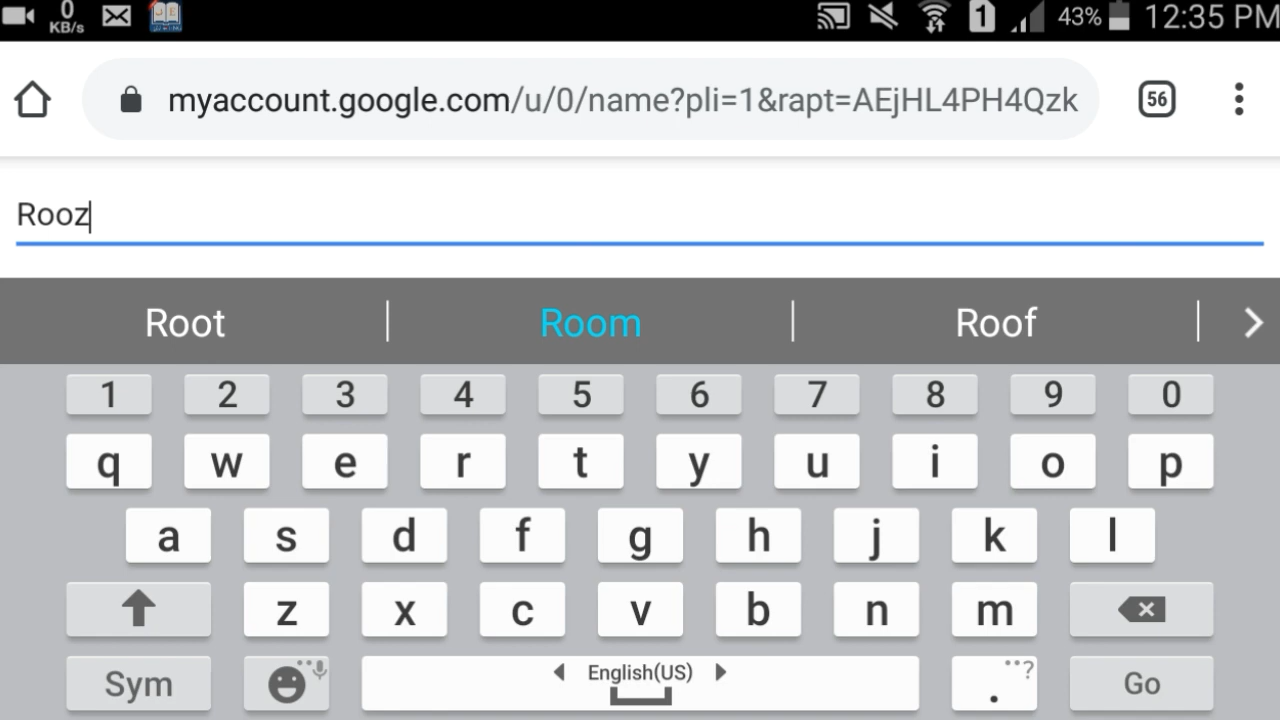 0
KB/s
1
43%
12:35 PM
myaccount.google.com/u/0/name?pli=1&rapt=AEjHL4PH4Qzk
56
Rooz
Root Room Roof
1 2 3 4 5 6 7 8 9 0
q w e r t y u i o p
a s d f g h j k l
z x c v b n m
Sym English(US) . ? Go